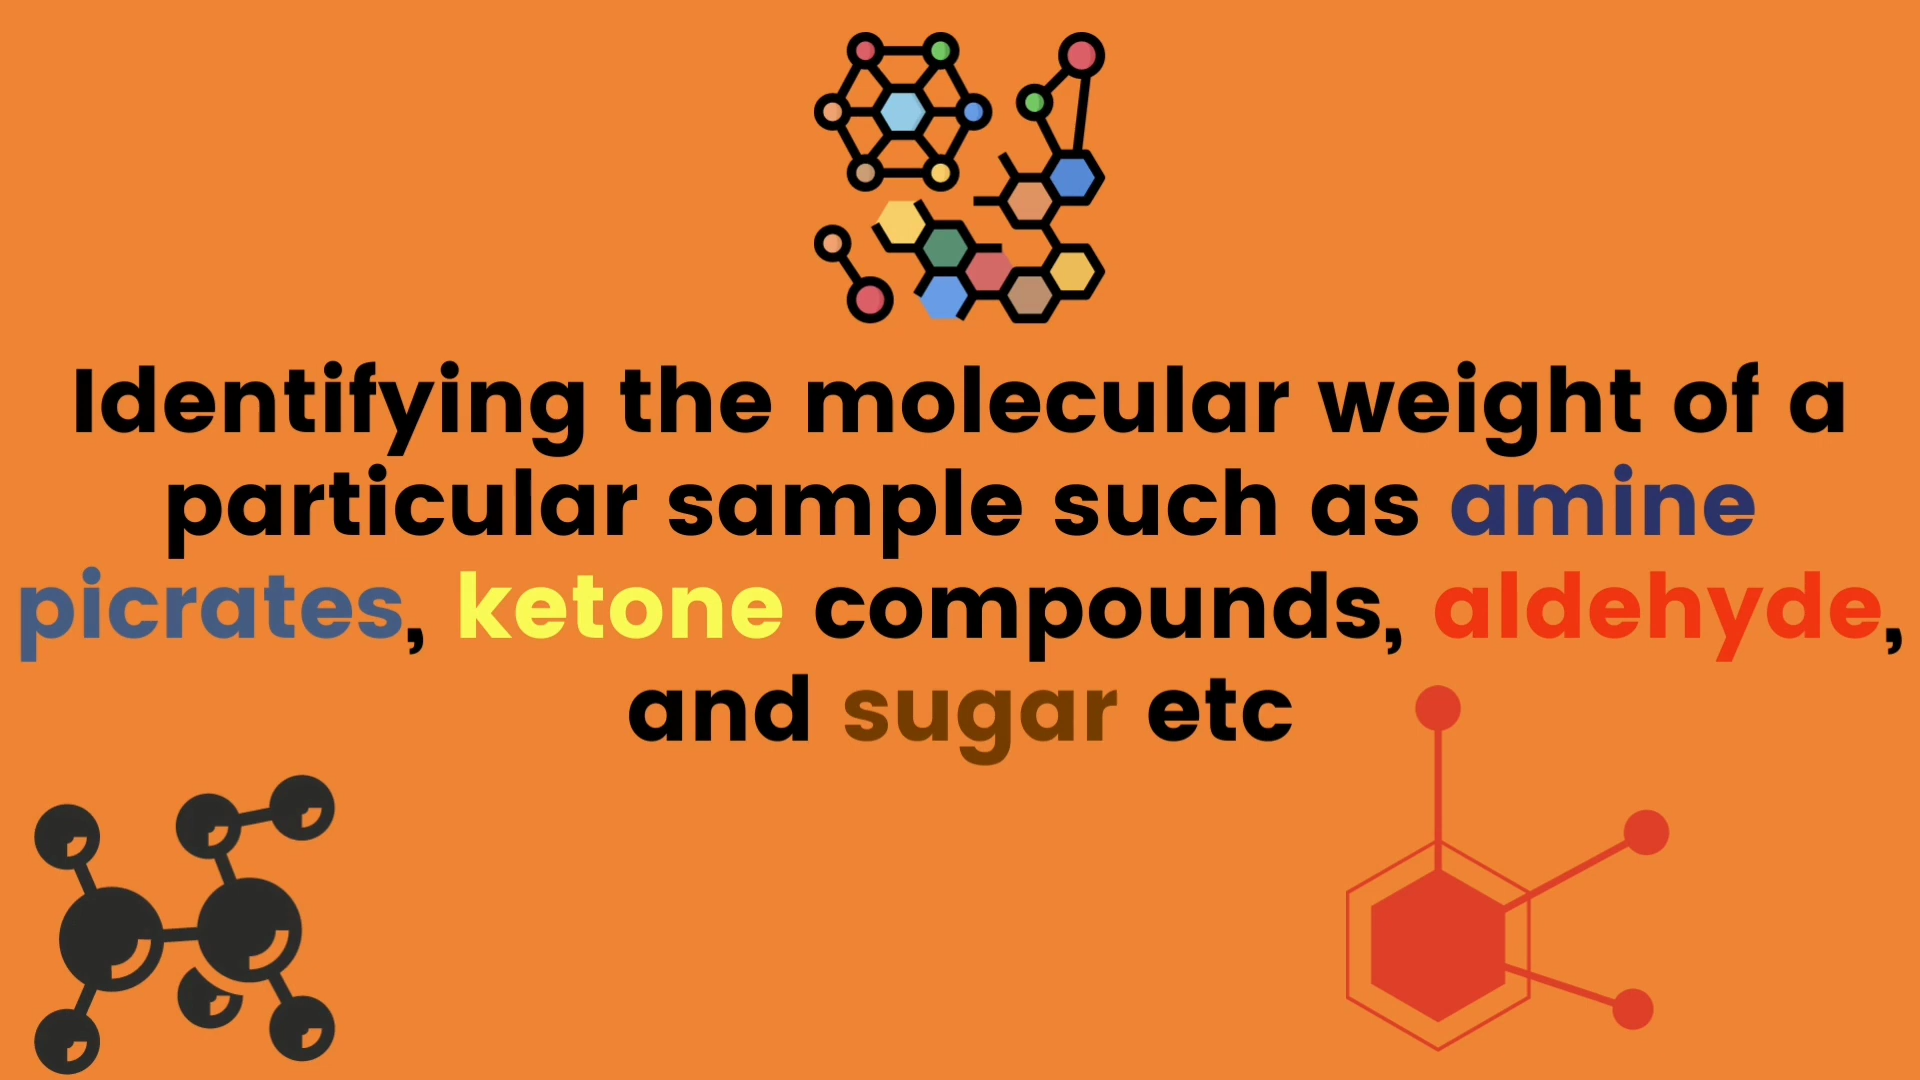 Identifying the molecular weight of a
particular sample such as amine
picrates, ketone compounds, aldehyde,
and sugar etc